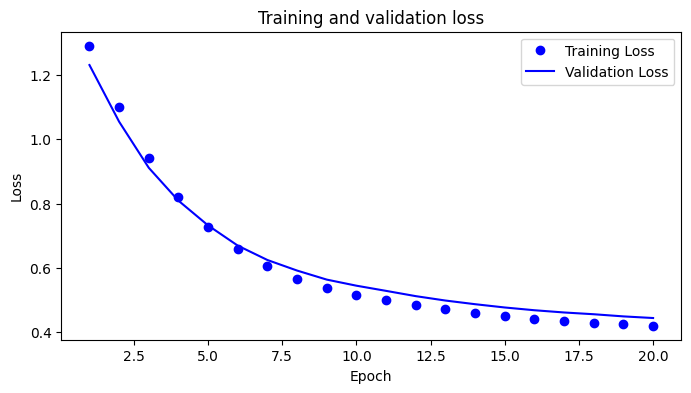 Training and validation loss
Training Loss
Validation Loss
1.2
1.0
0.8
0.6
0.4
Loss
2.5
5.0
7.5
10.0
12.5
15.0
17.5
20.0
Epoch